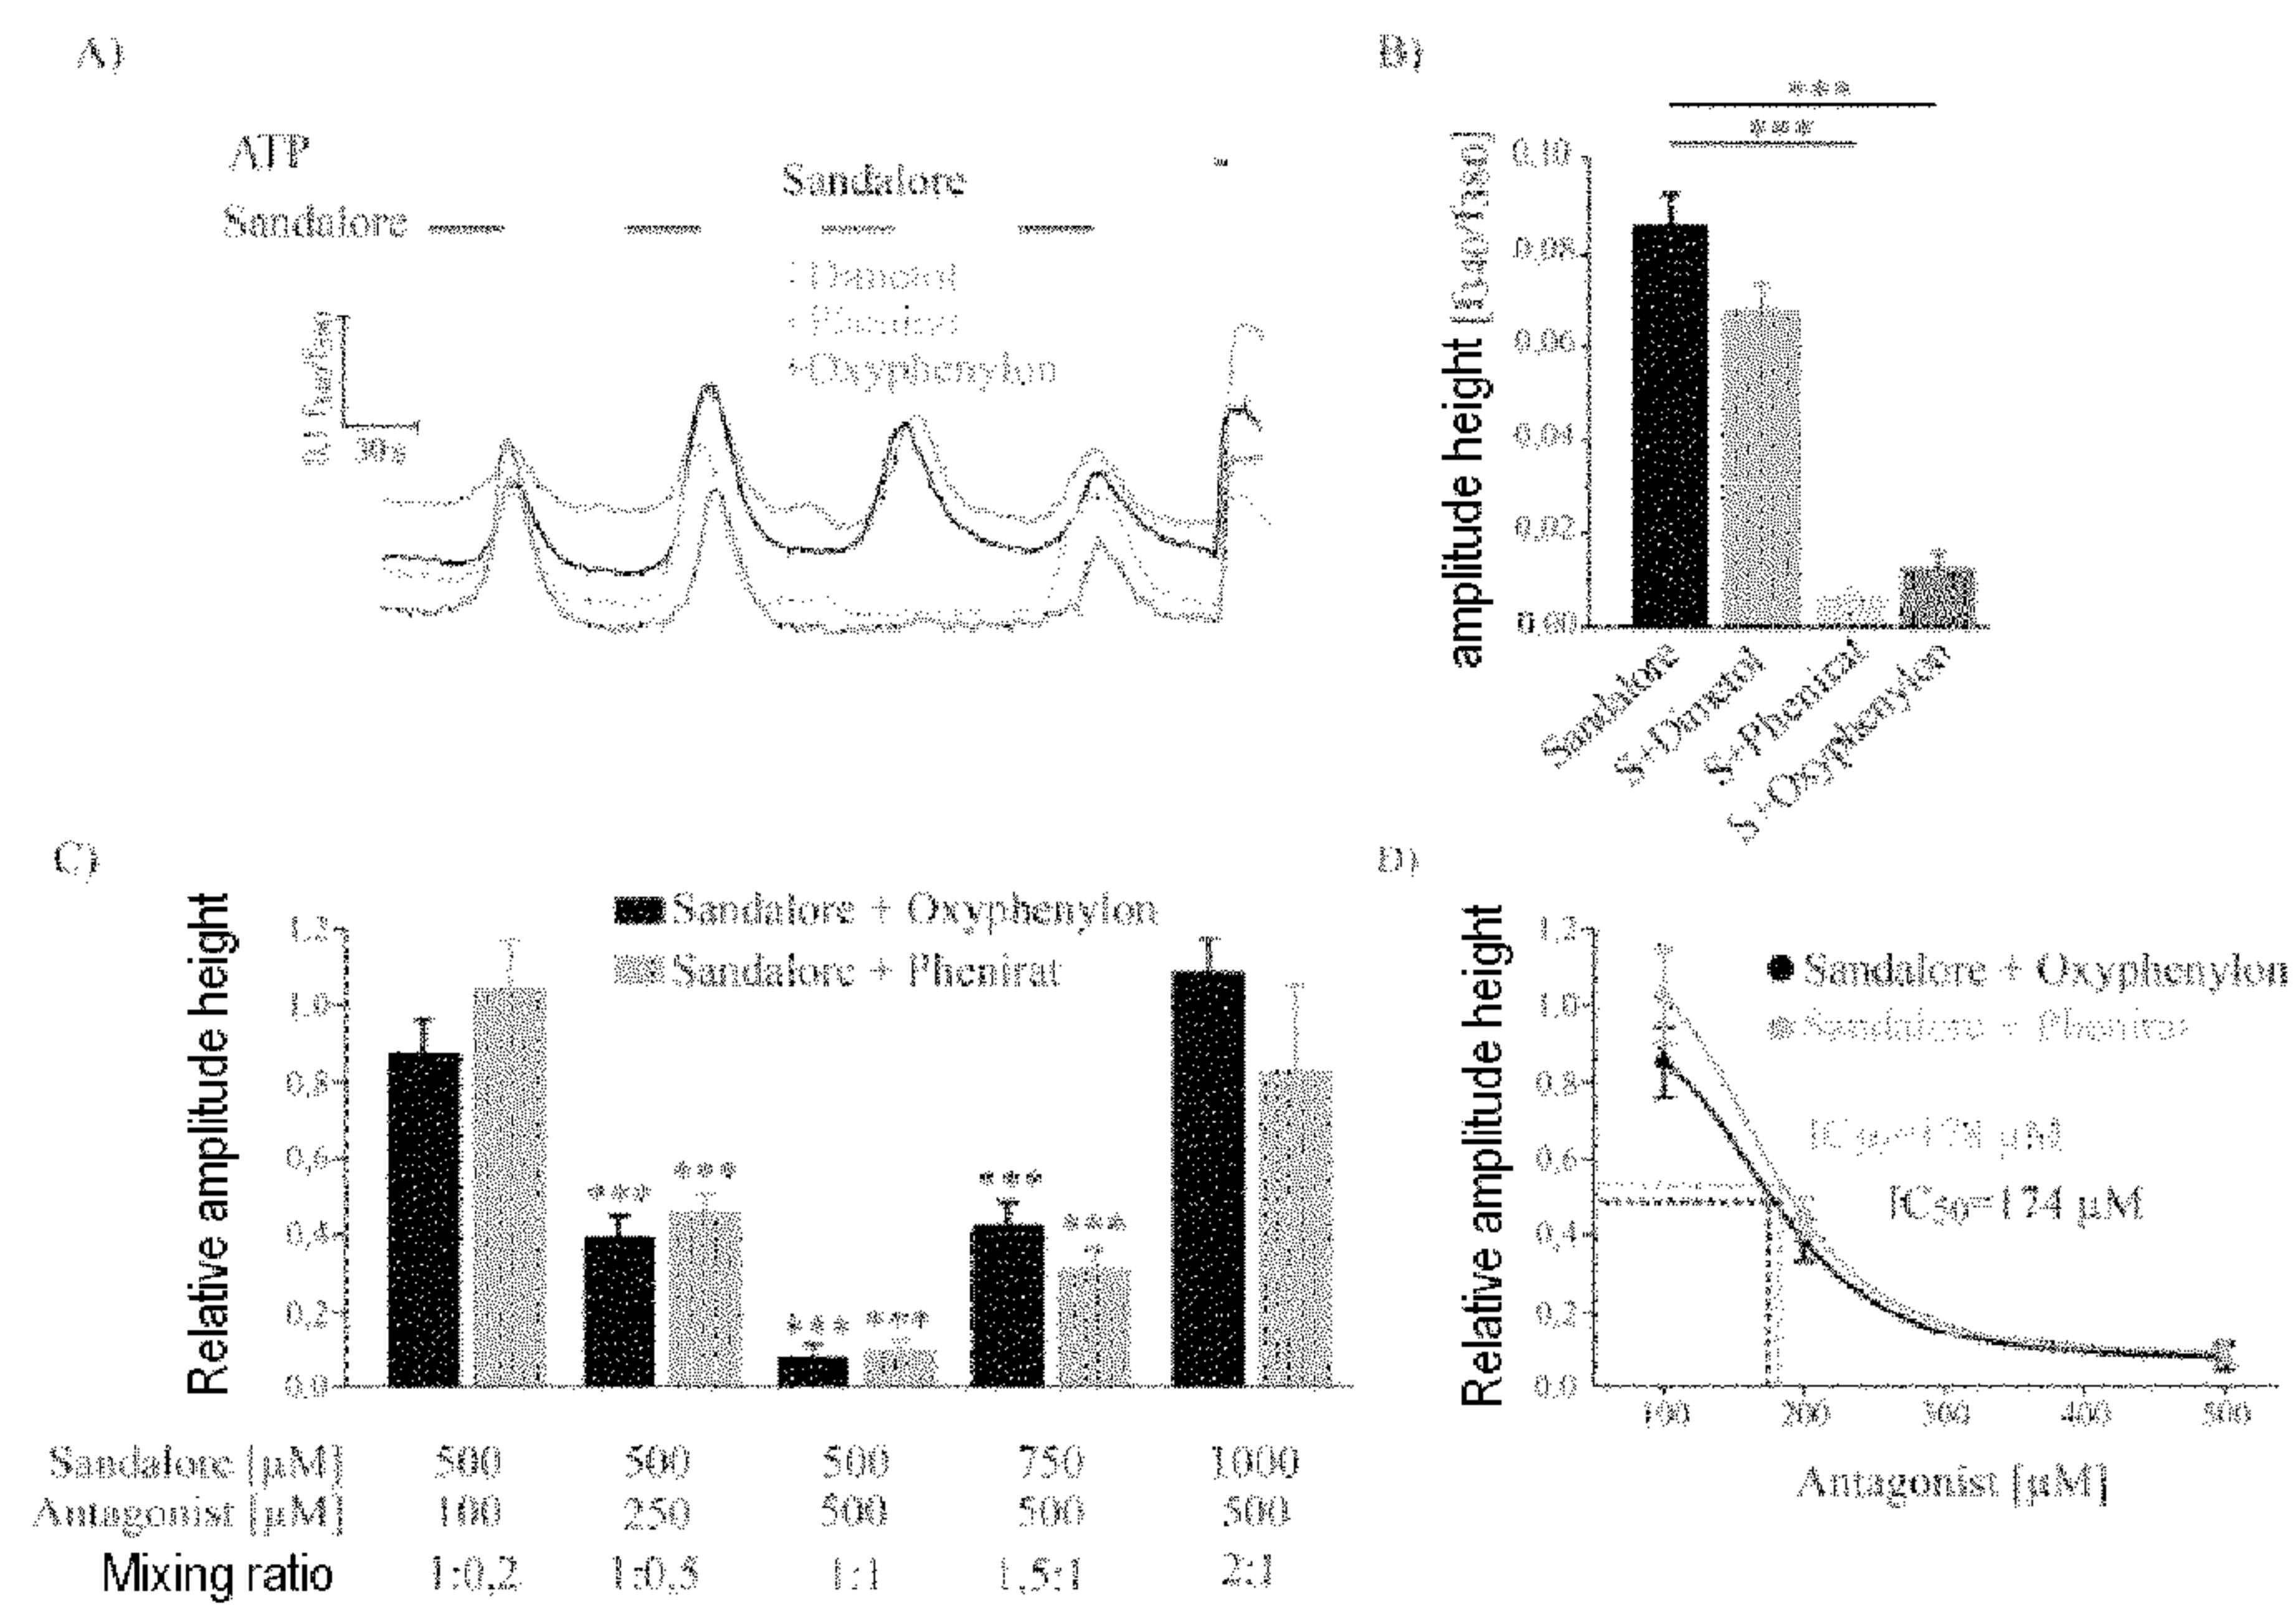 A)
ATP
Sandalore
Sandalore
+Oxyphenylon
30 s
B)
***
***
amplitude height [f340/f380]
0,10
0,08
0,06
0,04
0,02
0,00
Sandalore
S+Dimetol
S+Phenirat
S+Oxyphenylon
C)
Relative amplitude height
1,2
1,0
0,8
0,6
0,4
0,2
0,0
Sandalore + Oxyphenylon
Sandalore + Phenirat
*** *** *** *** *** ***
Sandalore [µM] 500 500 500 750 1000
Antagonist [µM] 100 250 500 500 500
Mixing ratio 1:0,2 1:0,5 1:1 1,5:1 2:1
D)
Relative amplitude height
1,2
1,0
0,8
0,6
0,4
0,2
0,0
Sandalore + Oxyphenylon
Sandalore + Phenirat
IC50=174 µM
100 200 300 400 500
Antagonist [µM]